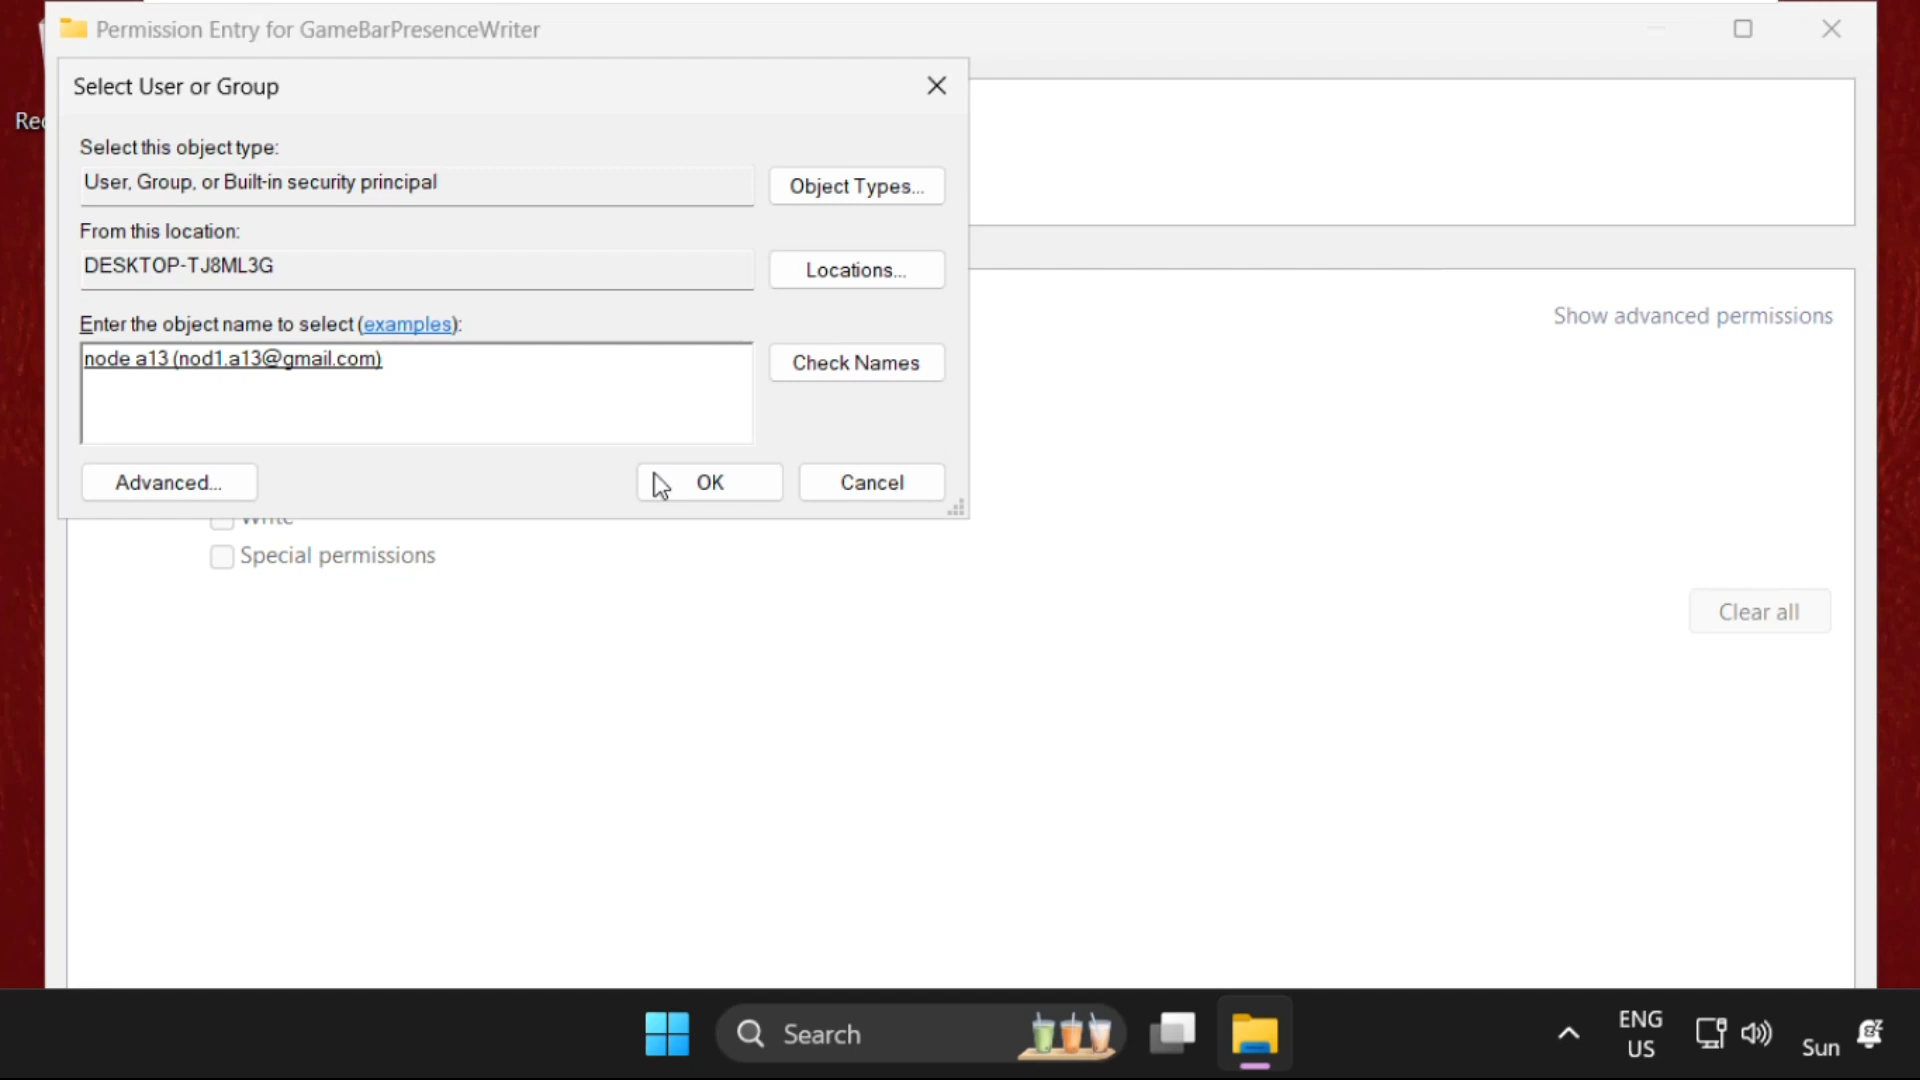 Permission Entry for GameBarPresenceWriter
Select User or Group
Rec
Select this object type:
User, Group, or Built-in security principal
Object Types...
From this location:
DESKTOP-TJ8ML3G
Locations...
Enter the object name to select (examples):
node a13 (nod1.a13@gmail.com)
Check Names
Advanced...
OK
Cancel
Show advanced permissions
Write
Special permissions
Clear all
Search
ENG
US
Sun